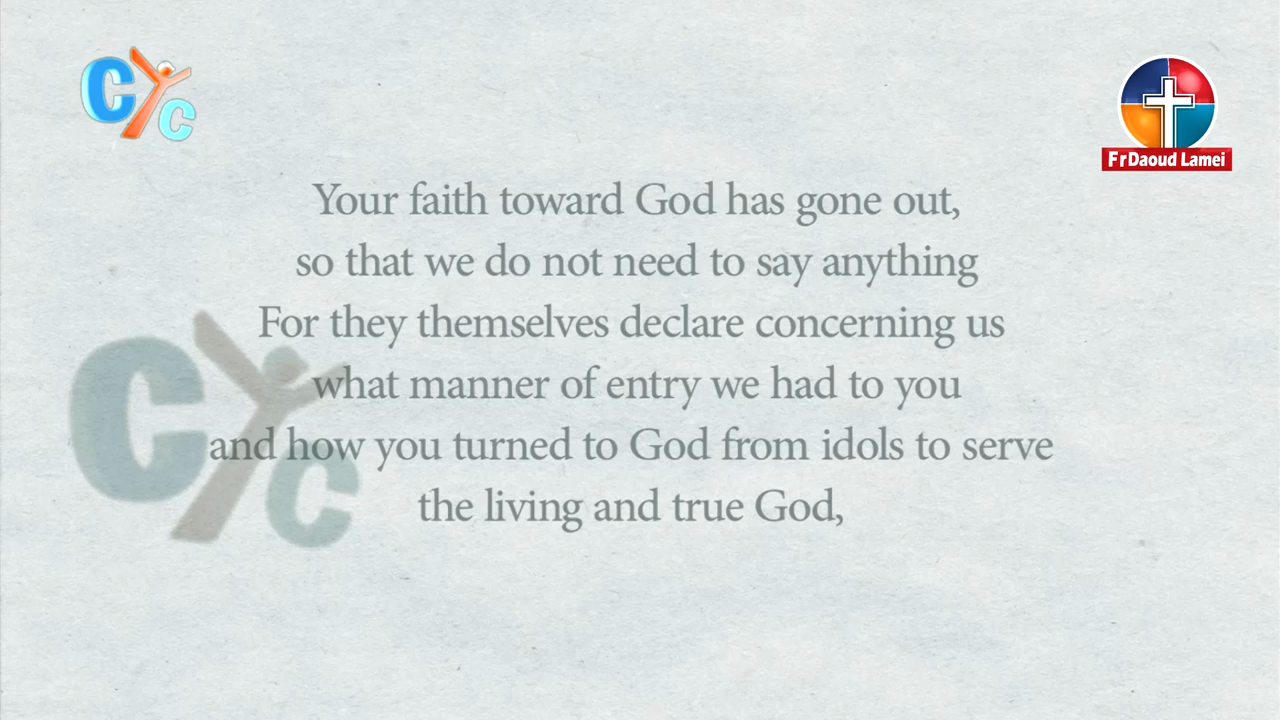 CYC
FrDaoud Lamei
Your faith toward God has gone out,
so that we do not need to say anything
For they themselves declare concerning us
what manner of entry we had to you
and how you turned to God from idols to serve
the living and true God,
CYC